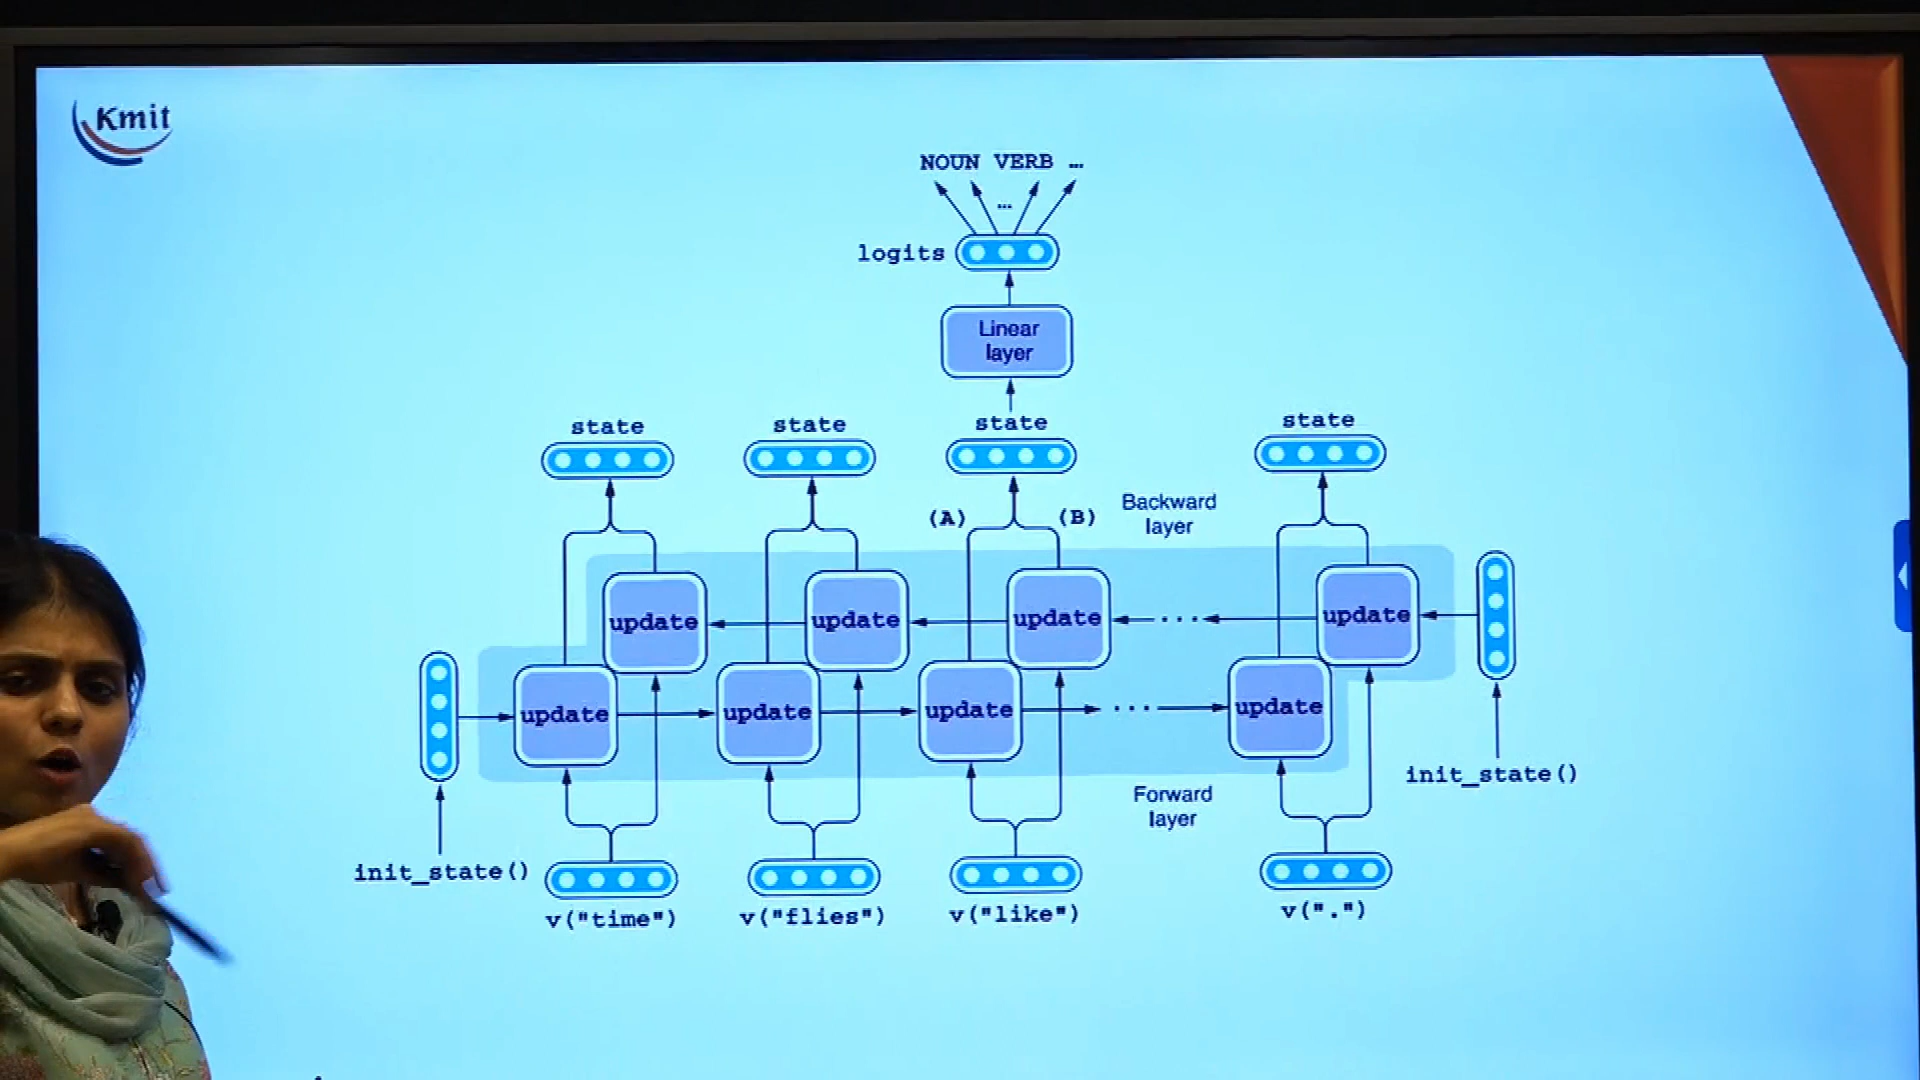 Kmit
NOUN VERB …
...
logits
Linear
layer
state
state
state
state
(A)
(B)
Backward
layer
update
update
update
...
update
update
update
update
...
update
init_state()
Forward
layer
init_state()
v("time")
v("flies")
v("like")
v(".")